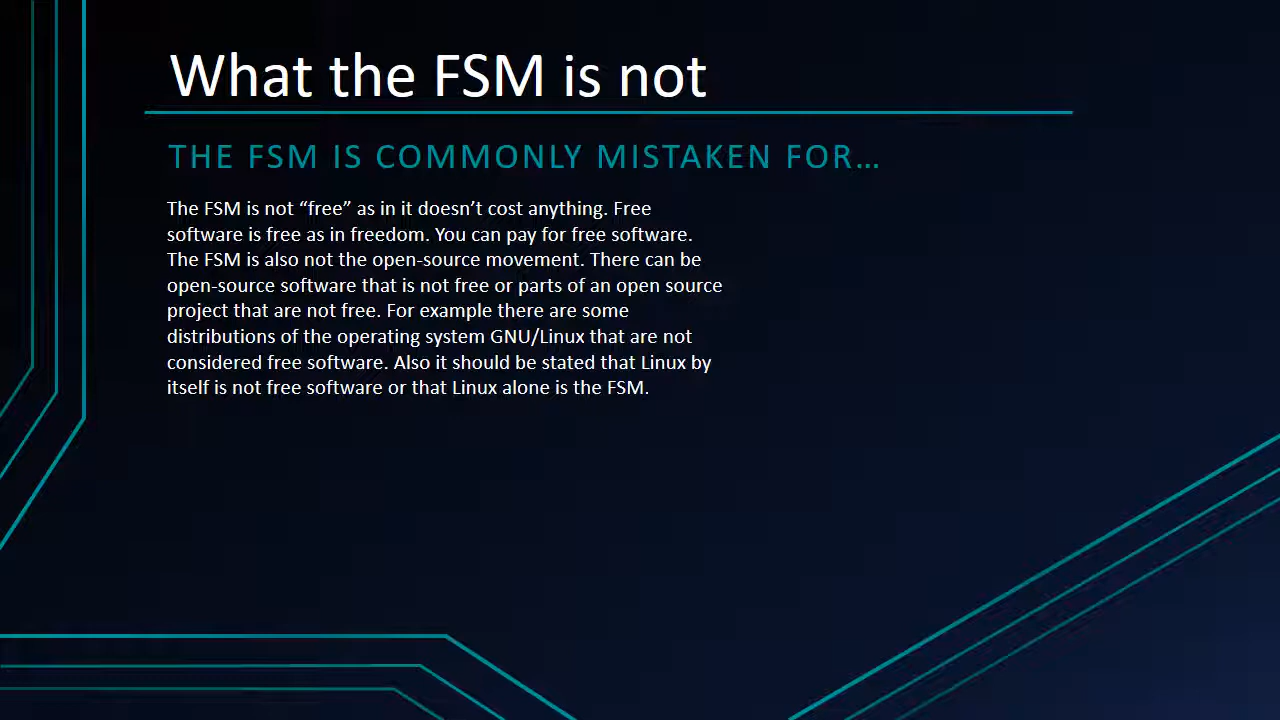 What the FSM is not
THE FSM IS COMMONLY MISTAKEN FOR…
The FSM is not “free” as in it doesn’t cost anything. Free
software is free as in freedom. You can pay for free software.
The FSM is also not the open-source movement. There can be
open-source software that is not free or parts of an open source
project that are not free. For example there are some
distributions of the operating system GNU/Linux that are not
considered free software. Also it should be stated that Linux by
itself is not free software or that Linux alone is the FSM.